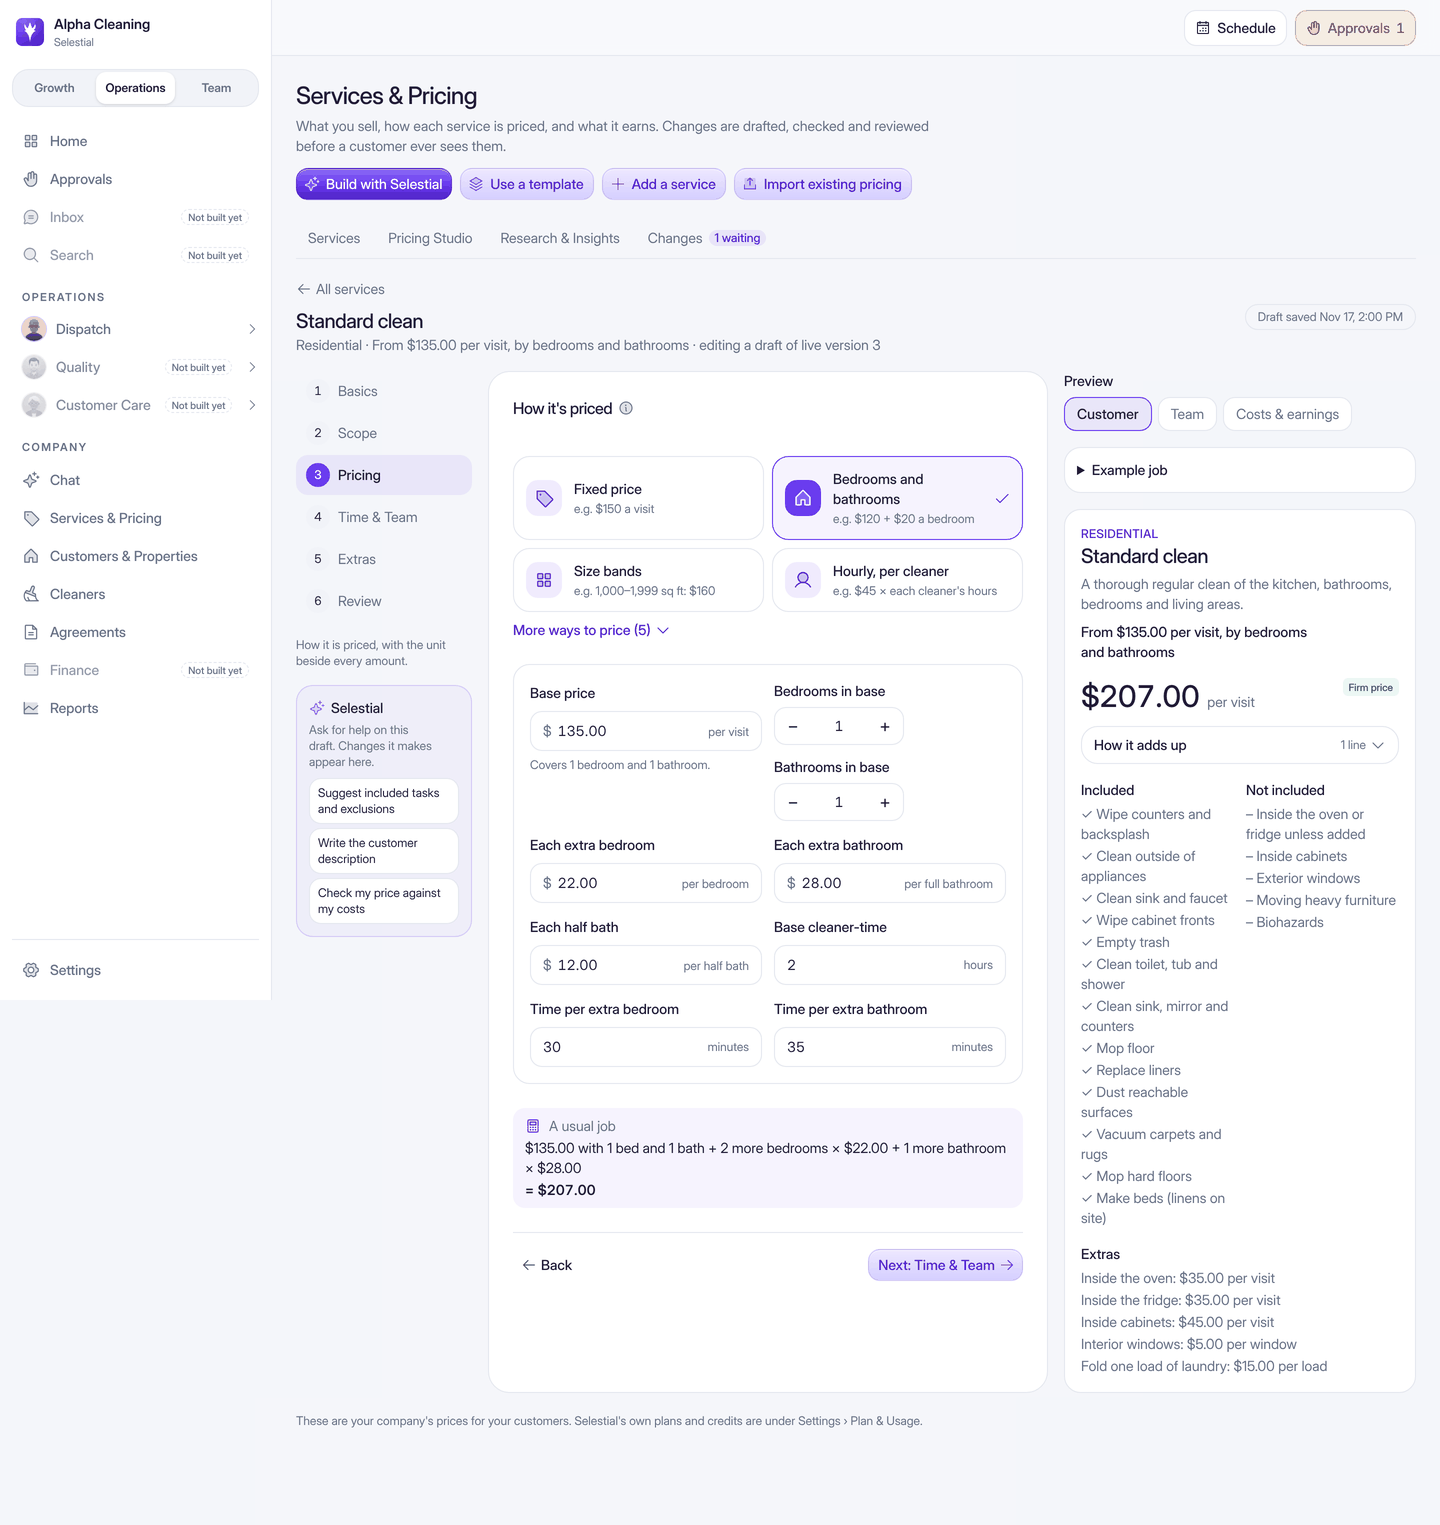 Alpha Cleaning
Selestial
Growth
Operations
Team
Home
Approvals
Inbox
Not built yet
Search
Not built yet
OPERATIONS
Dispatch
Quality
Not built yet
Customer Care
Not built yet
COMPANY
Chat
Services & Pricing
Customers & Properties
Cleaners
Agreements
Finance
Not built yet
Reports
Settings
Schedule
Approvals 1
Services & Pricing
What you sell, how each service is priced, and what it earns. Changes are drafted, checked and reviewed
before a customer ever sees them.
Build with Selestial
Use a template
Add a service
Import existing pricing
Services
Pricing Studio
Research & Insights
Changes
1 waiting
← All services
Standard clean
Residential · From $135.00 per visit, by bedrooms and bathrooms · editing a draft of live version 3
Draft saved Nov 17, 2:00 PM
1 Basics
2 Scope
3 Pricing
4 Time & Team
5 Extras
6 Review
How it is priced, with the unit
beside every amount.
Selestial
Ask for help on this
draft. Changes it makes
appear here.
Suggest included tasks
and exclusions
Write the customer
description
Check my price against
my costs
How it's priced
Fixed price
e.g. $150 a visit
Bedrooms and
bathrooms
e.g. $120 + $20 a bedroom
Size bands
e.g. 1,000–1,999 sq ft: $160
Hourly, per cleaner
e.g. $45 × each cleaner's hours
More ways to price (5)
Base price
$ 135.00 per visit
Covers 1 bedroom and 1 bathroom.
Bedrooms in base
− 1 +
Bathrooms in base
− 1 +
Each extra bedroom
$ 22.00 per bedroom
Each extra bathroom
$ 28.00 per full bathroom
Each half bath
$ 12.00 per half bath
Base cleaner-time
2 hours
Time per extra bedroom
30 minutes
Time per extra bathroom
35 minutes
A usual job
$135.00 with 1 bed and 1 bath + 2 more bedrooms × $22.00 + 1 more bathroom
× $28.00
= $207.00
← Back
Next: Time & Team →
Preview
Customer
Team
Costs & earnings
▶ Example job
RESIDENTIAL
Standard clean
A thorough regular clean of the kitchen, bathrooms,
bedrooms and living areas.
From $135.00 per visit, by bedrooms
and bathrooms
$207.00 per visit
Firm price
How it adds up
1 line
Included
✓ Wipe counters and
backsplash
✓ Clean outside of
appliances
✓ Clean sink and faucet
✓ Wipe cabinet fronts
✓ Empty trash
✓ Clean toilet, tub and
shower
✓ Clean sink, mirror and
counters
✓ Mop floor
✓ Replace liners
✓ Dust reachable
surfaces
✓ Vacuum carpets and
rugs
✓ Mop hard floors
✓ Make beds (linens on
site)
Not included
– Inside the oven or
fridge unless added
– Inside cabinets
– Exterior windows
– Moving heavy furniture
– Biohazards
Extras
Inside the oven: $35.00 per visit
Inside the fridge: $35.00 per visit
Inside cabinets: $45.00 per visit
Interior windows: $5.00 per window
Fold one load of laundry: $15.00 per load
These are your company's prices for your customers. Selestial's own plans and credits are under Settings › Plan & Usage.